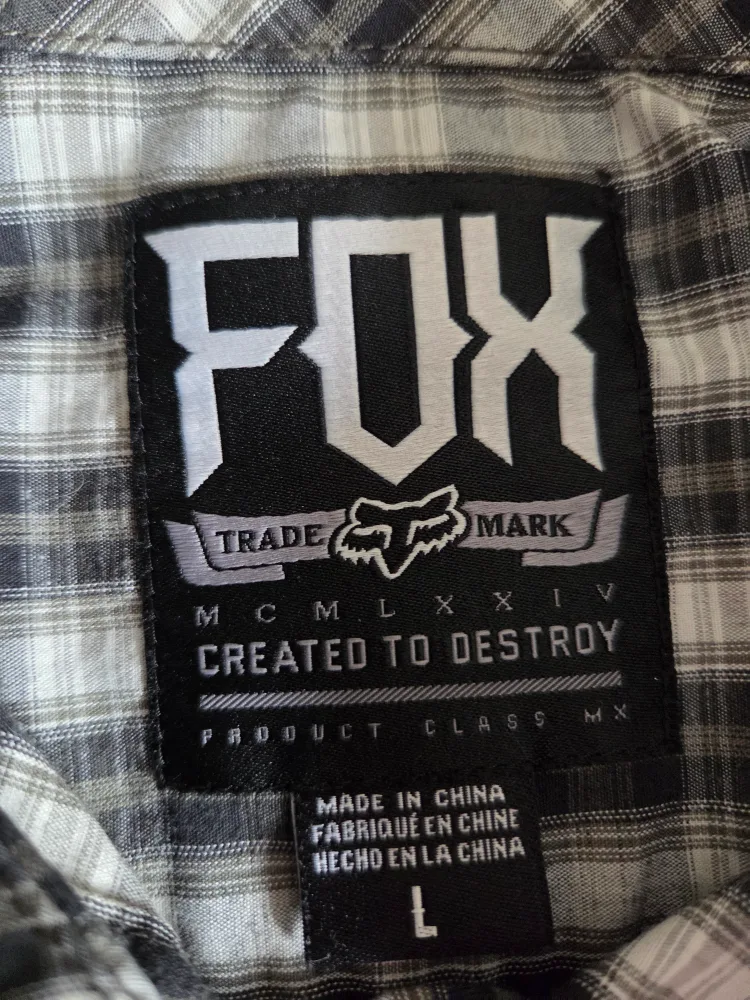 FOX
TRADE MARK
MCMLXXIV
CREATED TO DESTROY
PRODUCT CLASS MX
MADE IN CHINA
FABRIQUÉ EN CHINE
HECHO EN LA CHINA
L